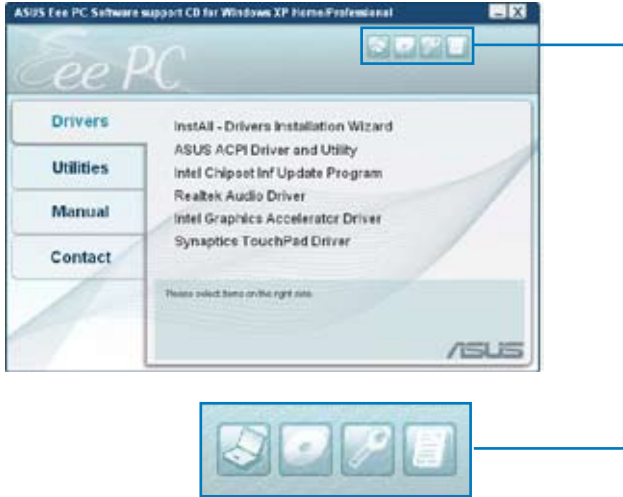 ASUS Eee PC Software support CD for Windows XP Home/Professional
Eee PC
Drivers
Utilities
Manual
Contact
InstAll - Drivers Installation Wizard
ASUS ACPI Driver and Utility
Intel Chipset Inf Update Program
Realtek Audio Driver
Intel Graphics Accelerator Driver
Synaptics TouchPad Driver
Please select items on the right side.
ASUS